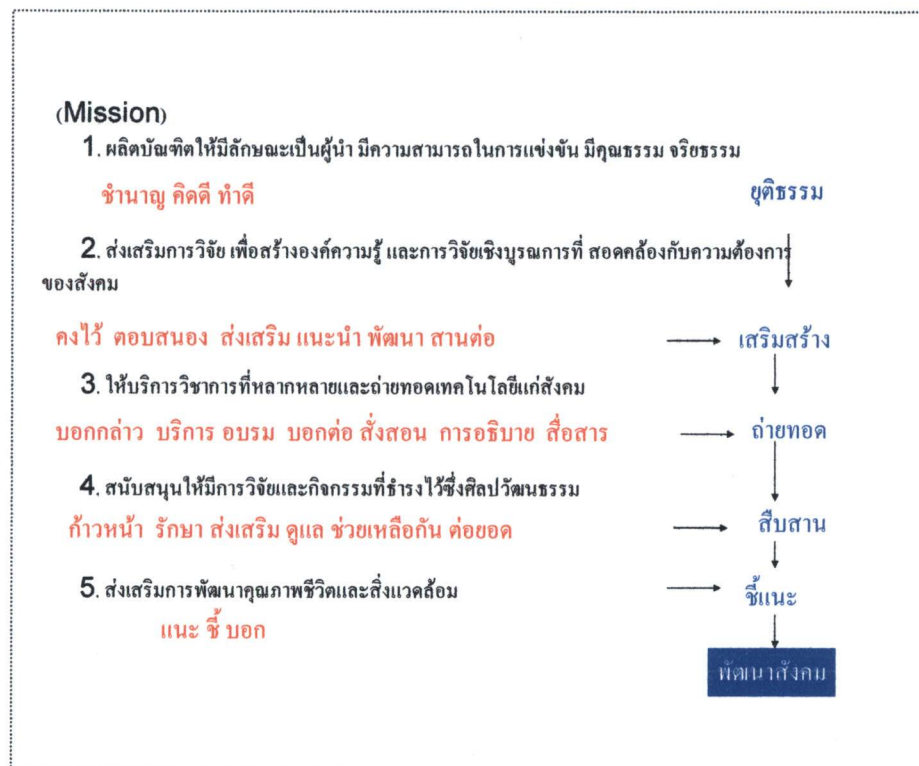 (Mission)
1. ผลิตบัณฑิตให้มีลักษณะเป็นผู้นำ มีความสามารถในการแข่งขัน มีคุณธรรม จริยธรรม
ชำนาญ คิดดี ทำดี
ยุติธรรม
2. ส่งเสริมการวิจัย เพื่อสร้างองค์ความรู้ และการวิจัยเชิงบูรณการที่ สอดคล้องกับความต้องการ
ของสังคม
คงไว้ ตอบสนอง ส่งเสริม แนะนำ พัฒนา สานต่อ
เสริมสร้าง
3. ให้บริการวิชาการที่หลากหลายและถ่ายทอดเทคโนโลยีแก่สังคม
บอกกล่าว บริการ อบรม บอกต่อ สั่งสอน การอธิบาย สื่อสาร
ถ่ายทอด
4. สนับสนุนให้มีการวิจัยและกิจกรรมที่ธำรงไว้ซึ่งศิลปวัฒนธรรม
ก้าวหน้า รักษา ส่งเสริม ดูแล ช่วยเหลือกัน ต่อยอด
สืบสาน
5. ส่งเสริมการพัฒนาคุณภาพชีวิตและสิ่งแวดล้อม
ชี้แนะ
แนะ ชี้ บอก
พัฒนาสังคม